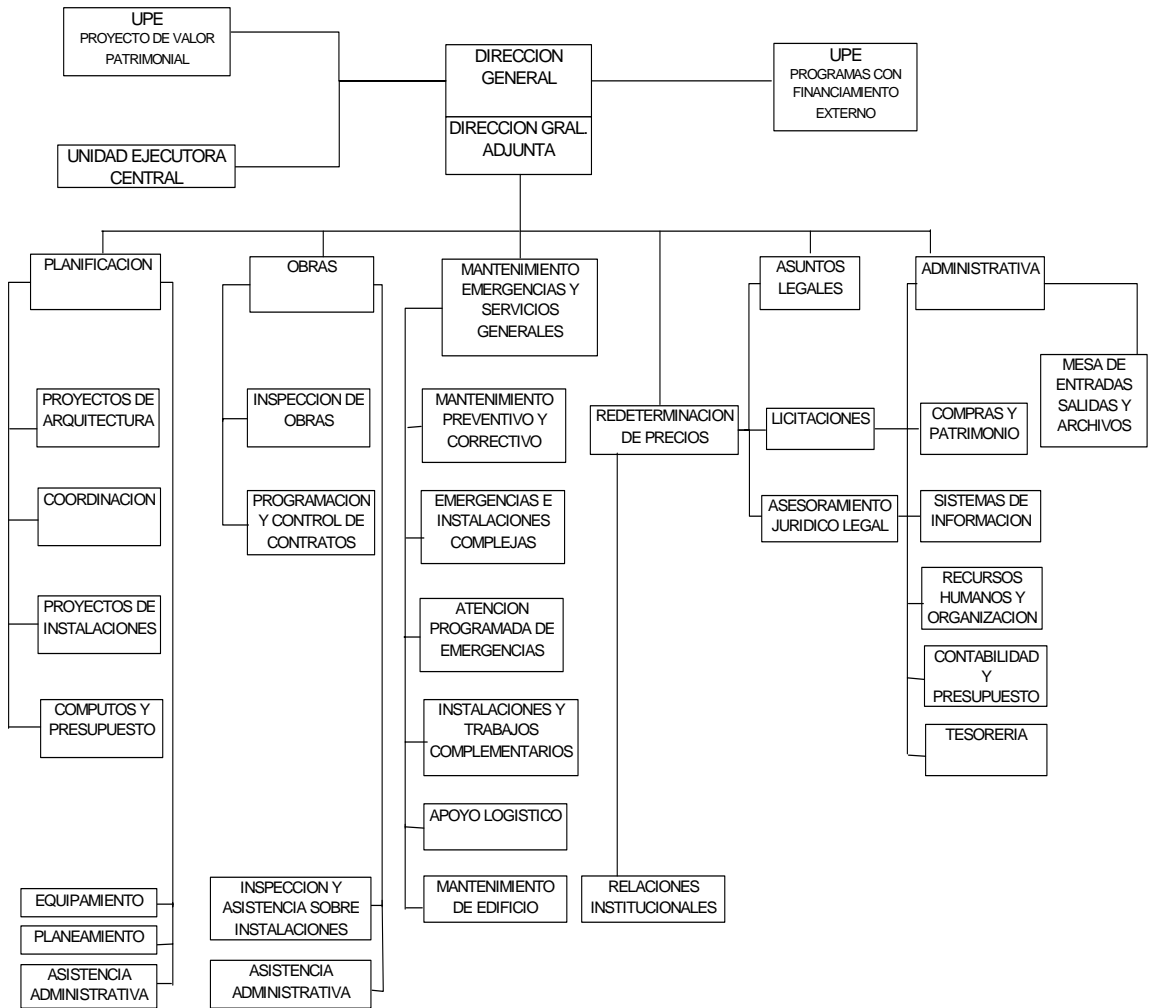 UPE
PROYECTO DE VALOR
PATRIMONIAL
DIRECCION
GENERAL
UPE
PROGRAMAS CON
FINANCIAMIENTO
EXTERNO
DIRECCION GRAL.
ADJUNTA
UNIDAD EJECUTORA
CENTRAL
PLANIFICACION
OBRAS
MANTENIMIENTO
EMERGENCIAS Y
SERVICIOS
GENERALES
ASUNTOS
LEGALES
ADMINISTRATIVA
MESA DE
ENTRADAS
SALIDAS Y
ARCHIVOS
PROYECTOS DE
ARQUITECTURA
INSPECCION DE
OBRAS
MANTENIMIENTO
PREVENTIVO Y
CORRECTIVO
REDETERMINACION
DE PRECIOS
LICITACIONES
COMPRAS Y
PATRIMONIO
COORDINACION
PROGRAMACION
Y CONTROL DE
CONTRATOS
EMERGENCIAS E
INSTALACIONES
COMPLEJAS
ASESORAMIENTO
JURIDICO LEGAL
SISTEMAS DE
INFORMACION
PROYECTOS DE
INSTALACIONES
ATENCION
PROGRAMADA DE
EMERGENCIAS
RECURSOS
HUMANOS Y
ORGANIZACION
CONTABILIDAD
Y
PRESUPUESTO
COMPUTOS Y
PRESUPUESTO
INSTALACIONES Y
TRABAJOS
COMPLEMENTARIOS
TESORERIA
APOYO LOGISTICO
EQUIPAMIENTO
INSPECCION Y
ASISTENCIA SOBRE
INSTALACIONES
MANTENIMIENTO
DE EDIFICIO
RELACIONES
INSTITUCIONALES
PLANEAMIENTO
ASISTENCIA
ADMINISTRATIVA
ASISTENCIA
ADMINISTRATIVA